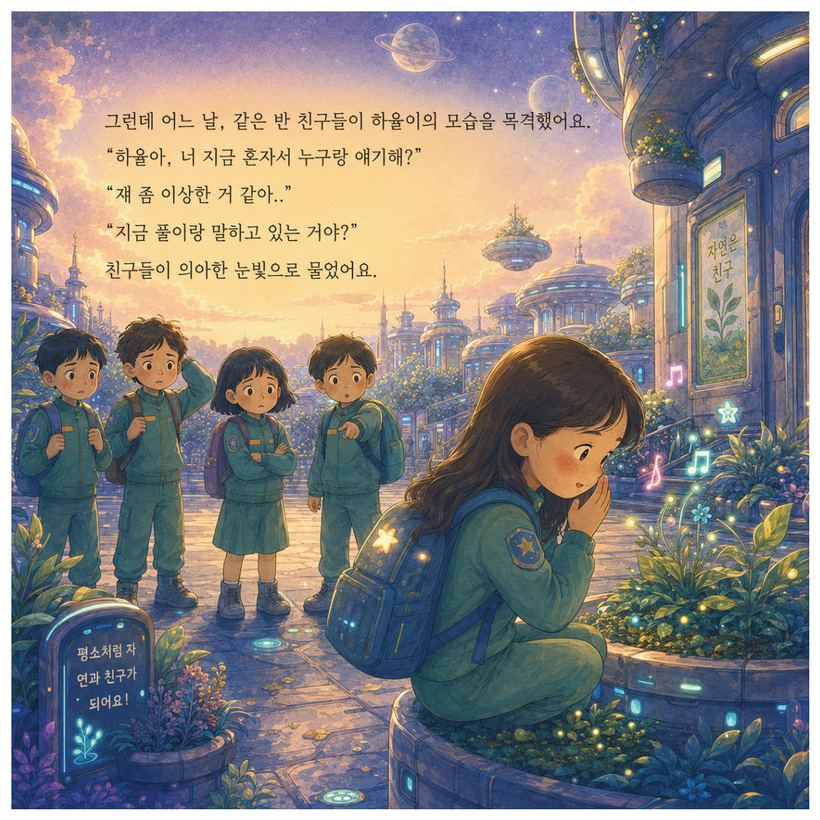 그런데 어느 날, 같은 반 친구들이 하율이의 모습을 목격했어요.
“하율아, 너 지금 혼자서 누구랑 얘기해?”
“쟤 좀 이상한 거 같아..”
“지금 풀이랑 말하고 있는 거야?”
친구들이 의아한 눈빛으로 물었어요.
자연은
친구
평소처럼 자
연과 친구가
되어요!